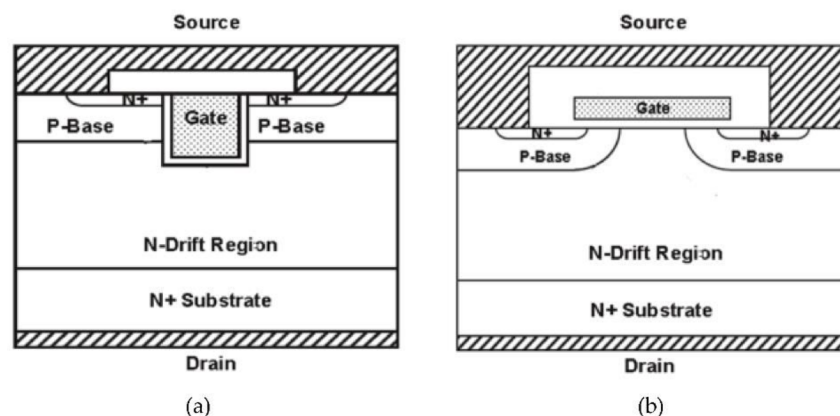 Source
N+
N+
Gate
P-Base
P-Base
N-Drift Region
N+ Substrate
Drain
(a)
Source
Gate
N+
N+
P-Base
P-Base
N-Drift Region
N+ Substrate
Drain
(b)